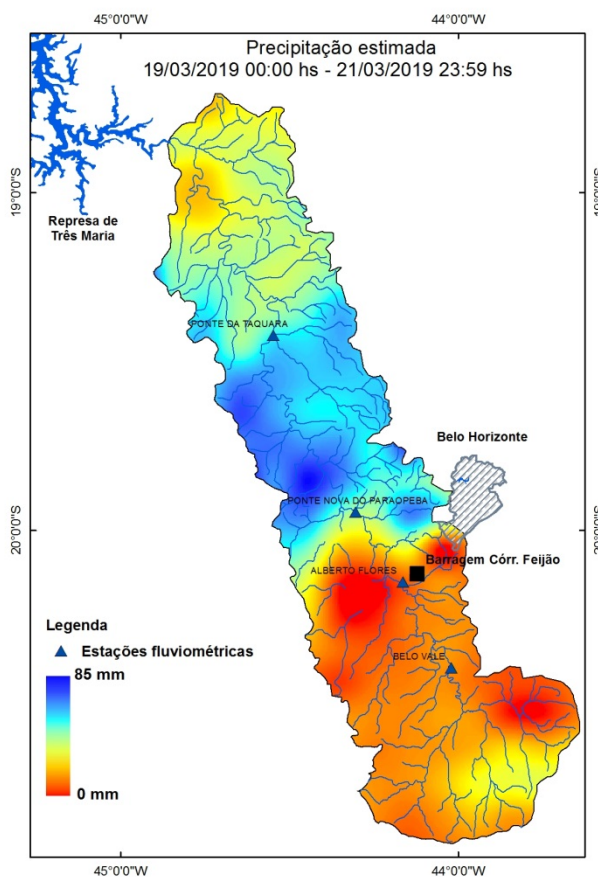 45°0'0"W
44°0'0"W
Precipitação estimada
19/03/2019 00:00 hs - 21/03/2019 23:59 hs
19°0'0"S
Represa de
Três Maria
PONTE DA TAQUARA
Belo Horizonte
PONTE NOVA DO PARAOPEBA
20°0'0"S
Barragem Córr. Feijão
ALBERTO FLORES
BELO VALE
Legenda
Estações fluviométricas
85 mm
0 mm
45°0'0"W
44°0'0"W